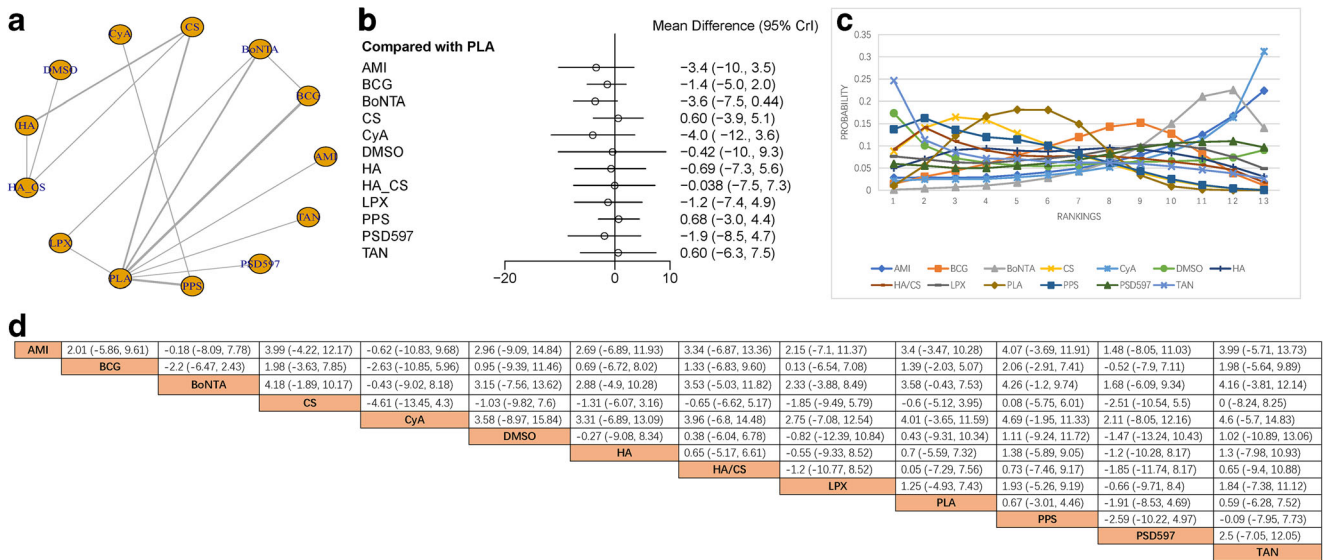 a
CS
CyA
BoNTA
DMSO
BCG
HA
AMI
HA_CS
TAN
LPX
PSD597
PLA
PPS
b
Mean Difference (95% CrI)
Compared with PLA
AMI −3.4 (−10., 3.5)
BCG −1.4 (−5.0, 2.0)
BoNTA −3.6 (−7.5, 0.44)
CS 0.60 (−3.9, 5.1)
CyA −4.0 (−12., 3.6)
DMSO −0.42 (−10., 9.3)
HA −0.69 (−7.3, 5.6)
HA_CS −0.038 (−7.5, 7.3)
LPX −1.2 (−7.4, 4.9)
PPS 0.68 (−3.0, 4.4)
PSD597 −1.9 (−8.5, 4.7)
TAN 0.60 (−6.3, 7.5)
−20 0 10
c
PROBABILITY
0.35
0.3
0.25
0.2
0.15
0.1
0.05
0
1 2 3 4 5 6 7 8 9 10 11 12 13
RANKINGS
AMI BCG BoNTA CS CyA DMSO HA
HA/CS LPX PLA PPS PSD597 TAN
d
AMI 2.01 (-5.86, 9.61) -0.18 (-8.09, 7.78) 3.99 (-4.22, 12.17) -0.62 (-10.83, 9.68) 2.96 (-9.09, 14.84) 2.69 (-6.89, 11.93) 3.34 (-6.87, 13.36) 2.15 (-7.1, 11.37) 3.4 (-3.47, 10.28) 4.07 (-3.69, 11.91) 1.48 (-8.05, 11.03) 3.99 (-5.71, 13.73)
BCG -2.2 (-6.47, 2.43) 1.98 (-3.63, 7.85) -2.63 (-10.85, 5.96) 0.95 (-9.39, 11.46) 0.69 (-6.72, 8.02) 1.33 (-6.83, 9.60) 0.13 (-6.54, 7.08) 1.39 (-2.03, 5.07) 2.06 (-2.91, 7.41) -0.52 (-7.9, 7.11) 1.98 (-5.64, 9.89)
BoNTA 4.18 (-1.89, 10.17) -0.43 (-9.02, 8.18) 3.15 (-7.56, 13.62) 2.88 (-4.9, 10.28) 3.53 (-5.03, 11.82) 2.33 (-3.88, 8.49) 3.58 (-0.43, 7.53) 4.26 (-1.2, 9.74) 1.68 (-6.09, 9.34) 4.16 (-3.81, 12.14)
CS -4.61 (-13.45, 4.3) -1.03 (-9.82, 7.6) -1.31 (-6.07, 3.16) -0.65 (-6.62, 5.17) -1.85 (-9.49, 5.79) -0.6 (-5.12, 3.95) 0.08 (-5.75, 6.01) -2.51 (-10.54, 5.5) 0 (-8.24, 8.25)
CyA 3.58 (-8.97, 15.84) 3.31 (-6.89, 13.09) 3.96 (-6.8, 14.48) 2.75 (-7.08, 12.54) 4.01 (-3.65, 11.59) 4.69 (-1.95, 11.33) 2.11 (-8.05, 12.16) 4.6 (-5.7, 14.83)
DMSO -0.27 (-9.08, 8.34) 0.38 (-6.04, 6.78) -0.82 (-12.39, 10.84) 0.43 (-9.31, 10.34) 1.11 (-9.24, 11.72) -1.47 (-13.24, 10.43) 1.02 (-10.89, 13.06)
HA 0.65 (-5.17, 6.61) -0.55 (-9.33, 8.52) 0.7 (-5.59, 7.32) 1.38 (-5.89, 9.05) -1.2 (-10.28, 8.17) 1.3 (-7.98, 10.93)
HA/CS -1.2 (-10.77, 8.52) 0.05 (-7.29, 7.56) 0.73 (-7.46, 9.17) -1.85 (-11.74, 8.17) 0.65 (-9.4, 10.88)
LPX 1.25 (-4.93, 7.43) 1.93 (-5.26, 9.19) -0.66 (-9.71, 8.4) 1.84 (-7.38, 11.12)
PLA 0.67 (-3.01, 4.46) -1.91 (-8.53, 4.69) 0.59 (-6.28, 7.52)
PPS -2.59 (-10.22, 4.97) -0.09 (-7.95, 7.73)
PSD597 2.5 (-7.05, 12.05)
TAN